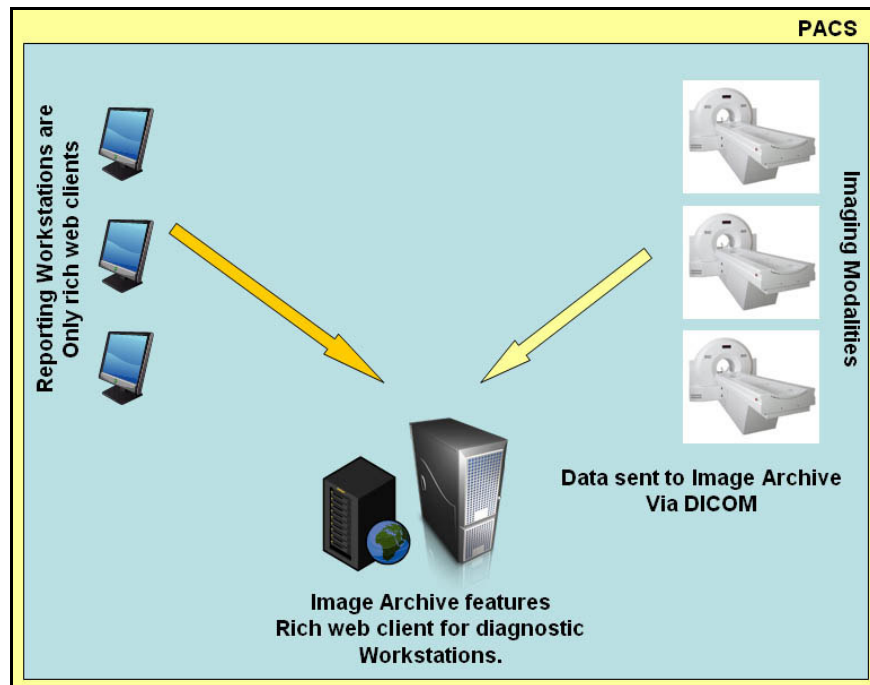 PACS
Reporting Workstations are
Only rich web clients
Imaging Modalities
Data sent to Image Archive
Via DICOM
Image Archive features
Rich web client for diagnostic
Workstations.